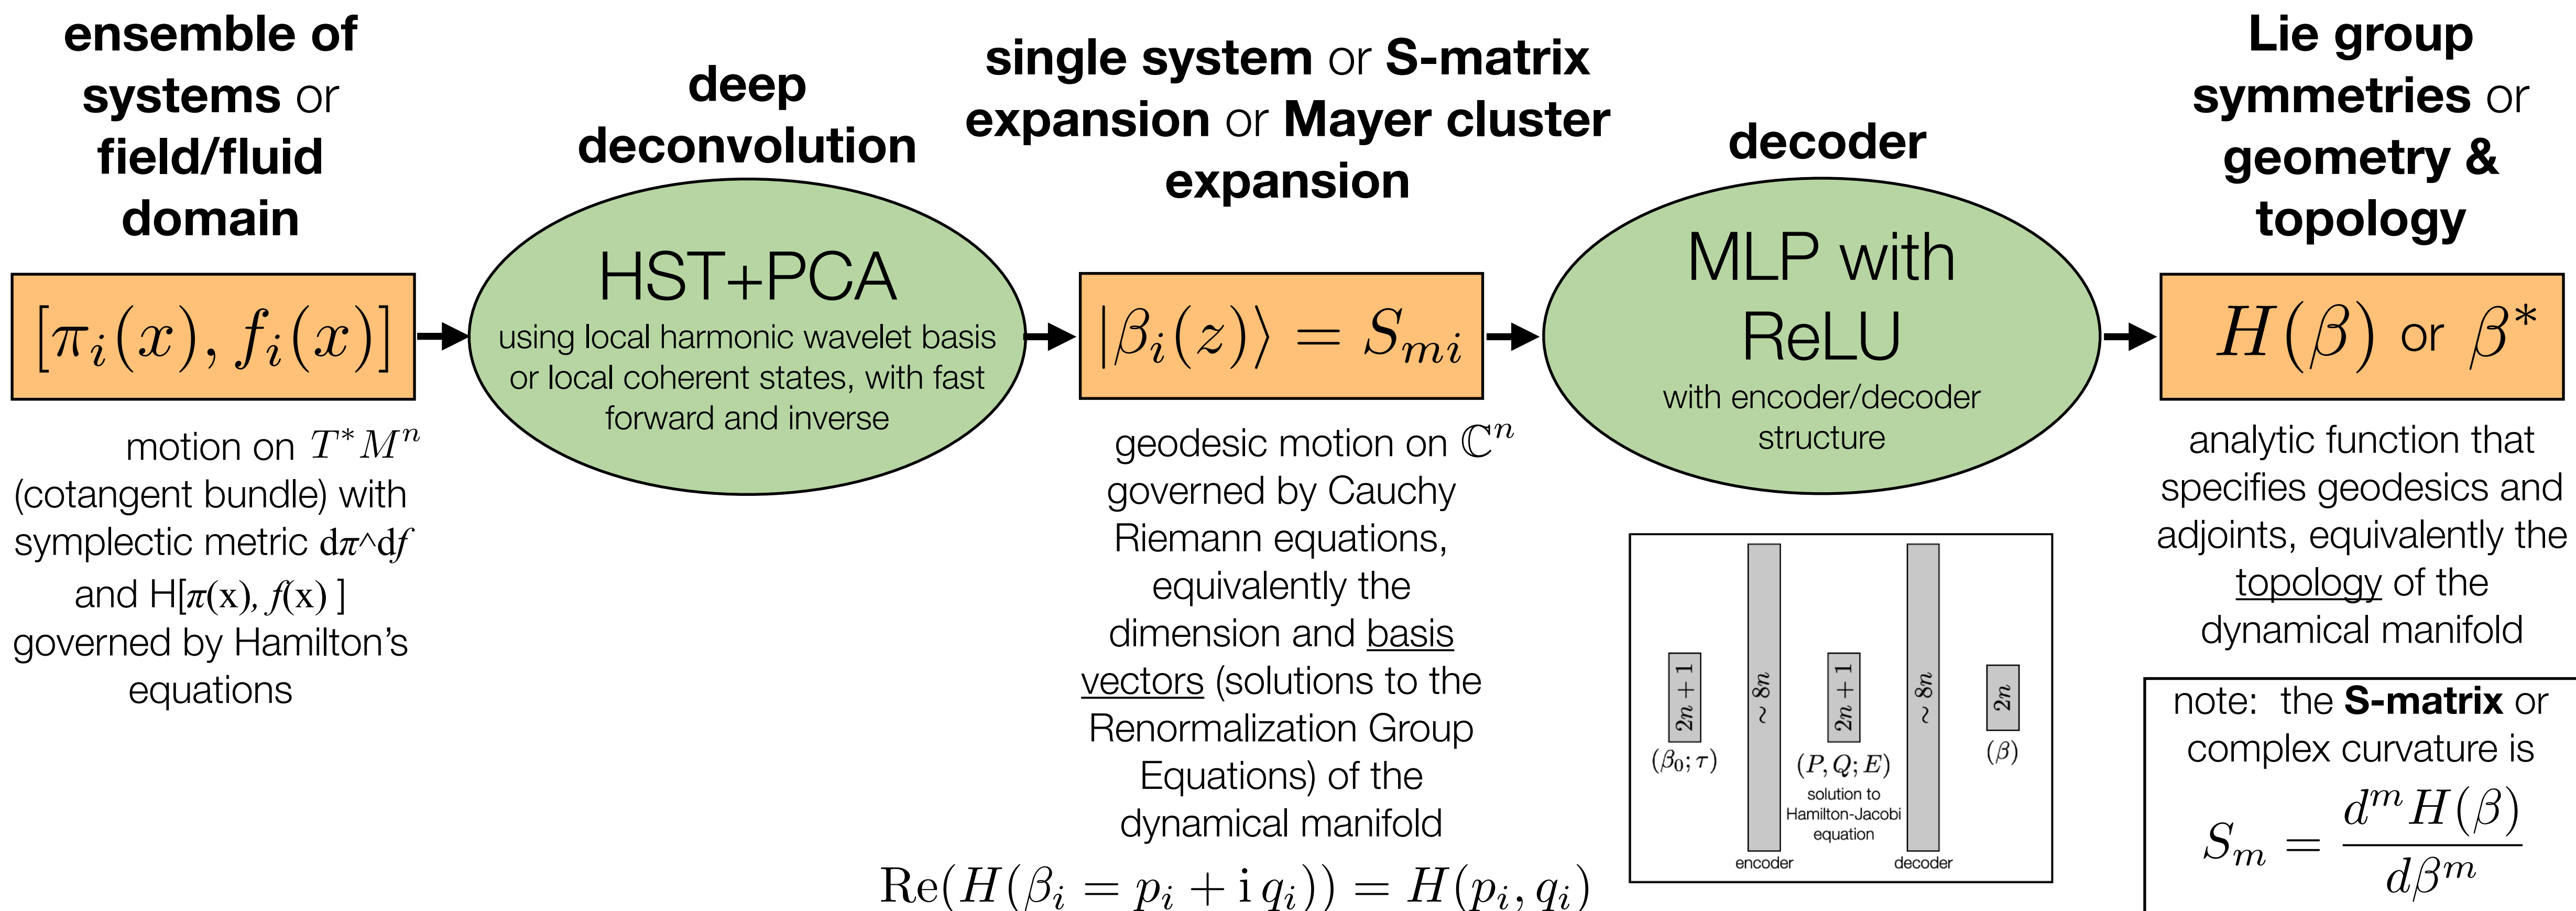 ensemble of
systems or
field/fluid
domain
[π_i(x), f_i(x)]
motion on T*M^n
(cotangent bundle) with
symplectic metric dπ^df
and H[π(x), f(x) ]
governed by Hamilton's
equations
deep
deconvolution
HST+PCA
using local harmonic wavelet basis
or local coherent states, with fast
forward and inverse
single system or S-matrix
expansion or Mayer cluster
expansion
|β_i(z)⟩ = S_{mi}
geodesic motion on ℂ^n
governed by Cauchy
Riemann equations,
equivalently the
dimension and basis
vectors (solutions to the
Renormalization Group
Equations) of the
dynamical manifold
Re(H(β_i = p_i + i q_i)) = H(p_i, q_i)
decoder
MLP with
ReLU
with encoder/decoder
structure
2n + 1
(β_0; τ)
~ 8n
encoder
2n + 1
(P, Q; E)
solution to
Hamilton-Jacobi
equation
~ 8n
decoder
2n
(β)
Lie group
symmetries or
geometry &
topology
H(β) or β*
analytic function that
specifies geodesics and
adjoints, equivalently the
topology of the
dynamical manifold
note: the S-matrix or
complex curvature is
S_m = d^m H(β) / dβ^m